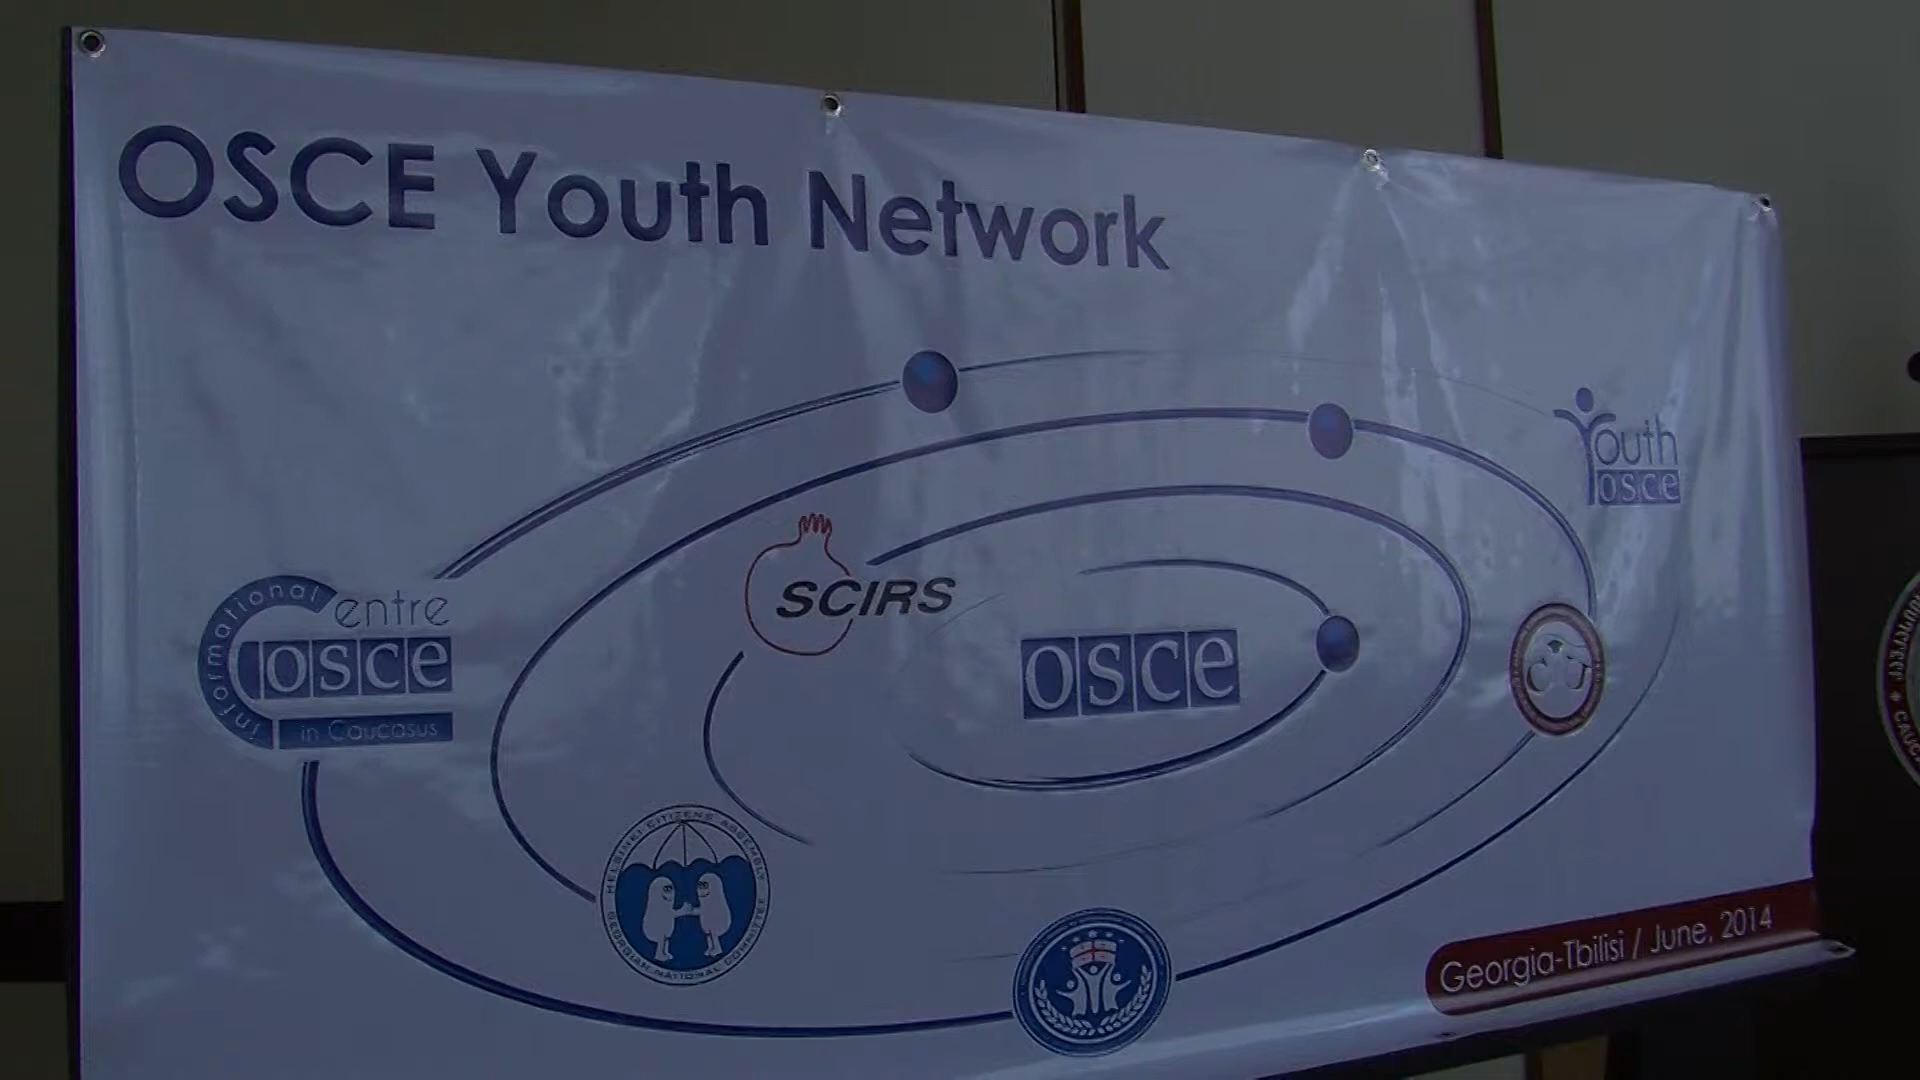 OSCE Youth Network
Youth
osce
informational Centre
osce
in Caucasus
SCIRS
osce
HELSINKI CITIZENS ASSEMBLY
GEORGIAN NATIONAL COMMITTEE
Georgia-Tbilisi / June, 2014